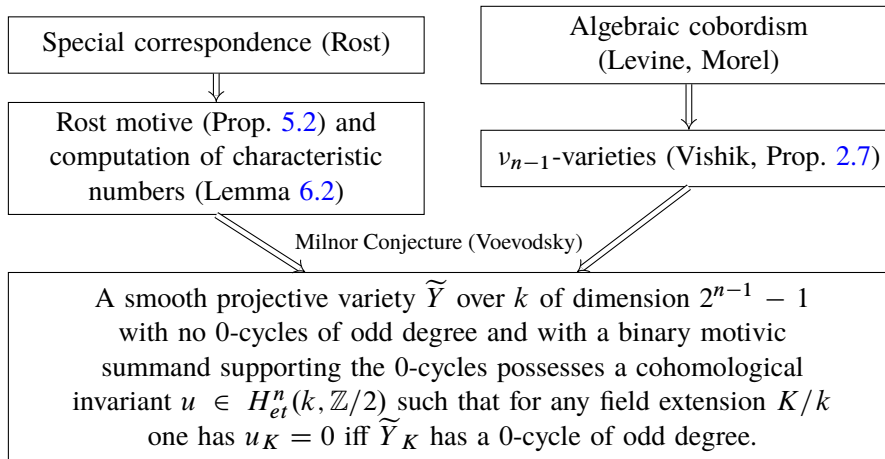 Special correspondence (Rost)
Algebraic cobordism
(Levine, Morel)
Rost motive (Prop. 5.2) and
computation of characteristic
numbers (Lemma 6.2)
ν_{n−1}-varieties (Vishik, Prop. 2.7)
Milnor Conjecture (Voevodsky)
A smooth projective variety Ỹ over k of dimension 2^{n−1} − 1
with no 0-cycles of odd degree and with a binary motivic
summand supporting the 0-cycles possesses a cohomological
invariant u ∈ H^n_{et}(k, ℤ/2) such that for any field extension K/k
one has u_K = 0 iff Ỹ_K has a 0-cycle of odd degree.